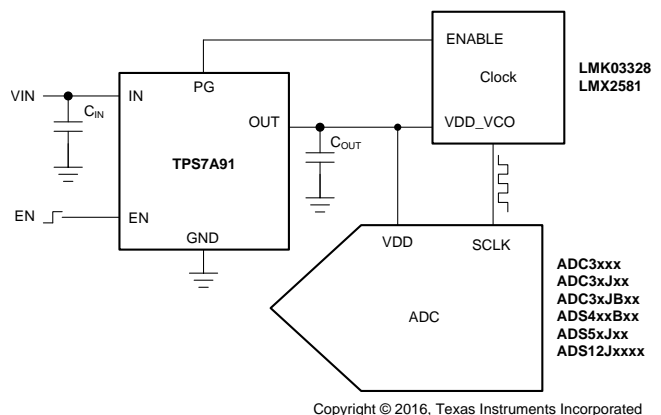 ENABLE
Clock
VDD_VCO
LMK03328
LMX2581
VIN
CIN
IN
PG
OUT
COUT
TPS7A91
EN
EN
GND
VDD
SCLK
ADC
ADC3xxx
ADC3xJxx
ADC3xJBxx
ADS4xxBxx
ADS5xJxx
ADS12Jxxxx
Copyright © 2016, Texas Instruments Incorporated